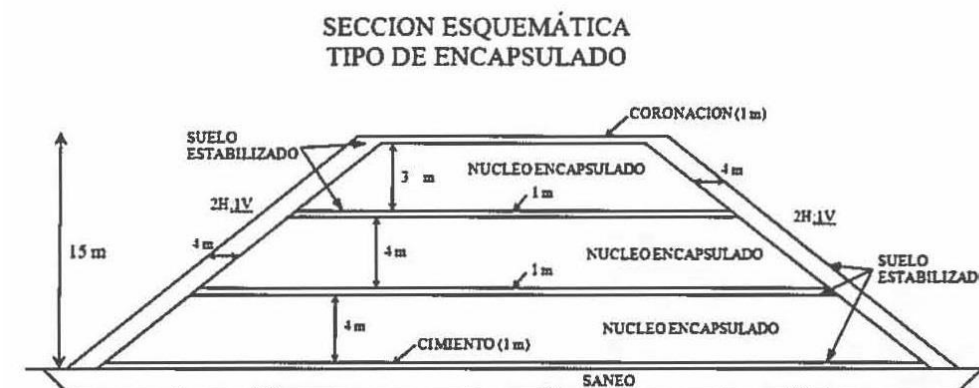 SECCION ESQUEMÁTICA
TIPO DE ENCAPSULADO
CORONACION (1 m)
SUELO
ESTABILIZADO
NUCLEO ENCAPSULADO
4 m
3 m
1 m
2H:1V
2H:1V
15 m
4 m
4 m
NUCLEO ENCAPSULADO
SUELO
ESTABILIZAD
1 m
4 m
NUCLEO ENCAPSULADO
CIMIENTO (1 m)
SANEO